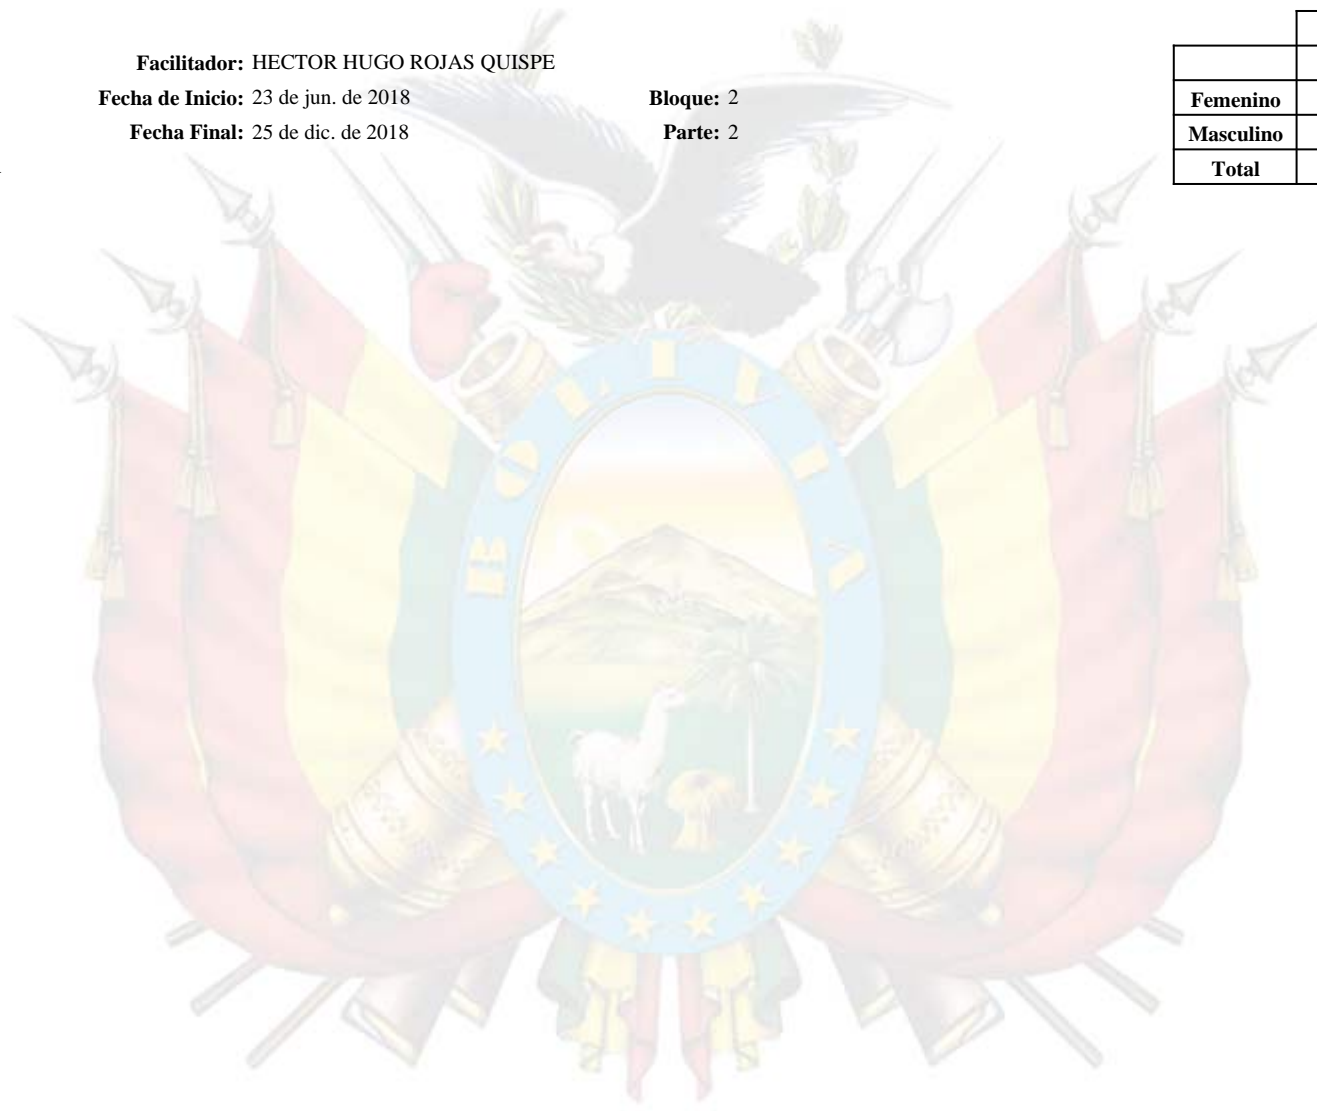 Facilitador: HECTOR HUGO ROJAS QUISPE
Fecha de Inicio: 23 de jun. de 2018 Bloque: 2
Fecha Final: 25 de dic. de 2018 Parte: 2
Femenino
Masculino
Total
BOLIVIA